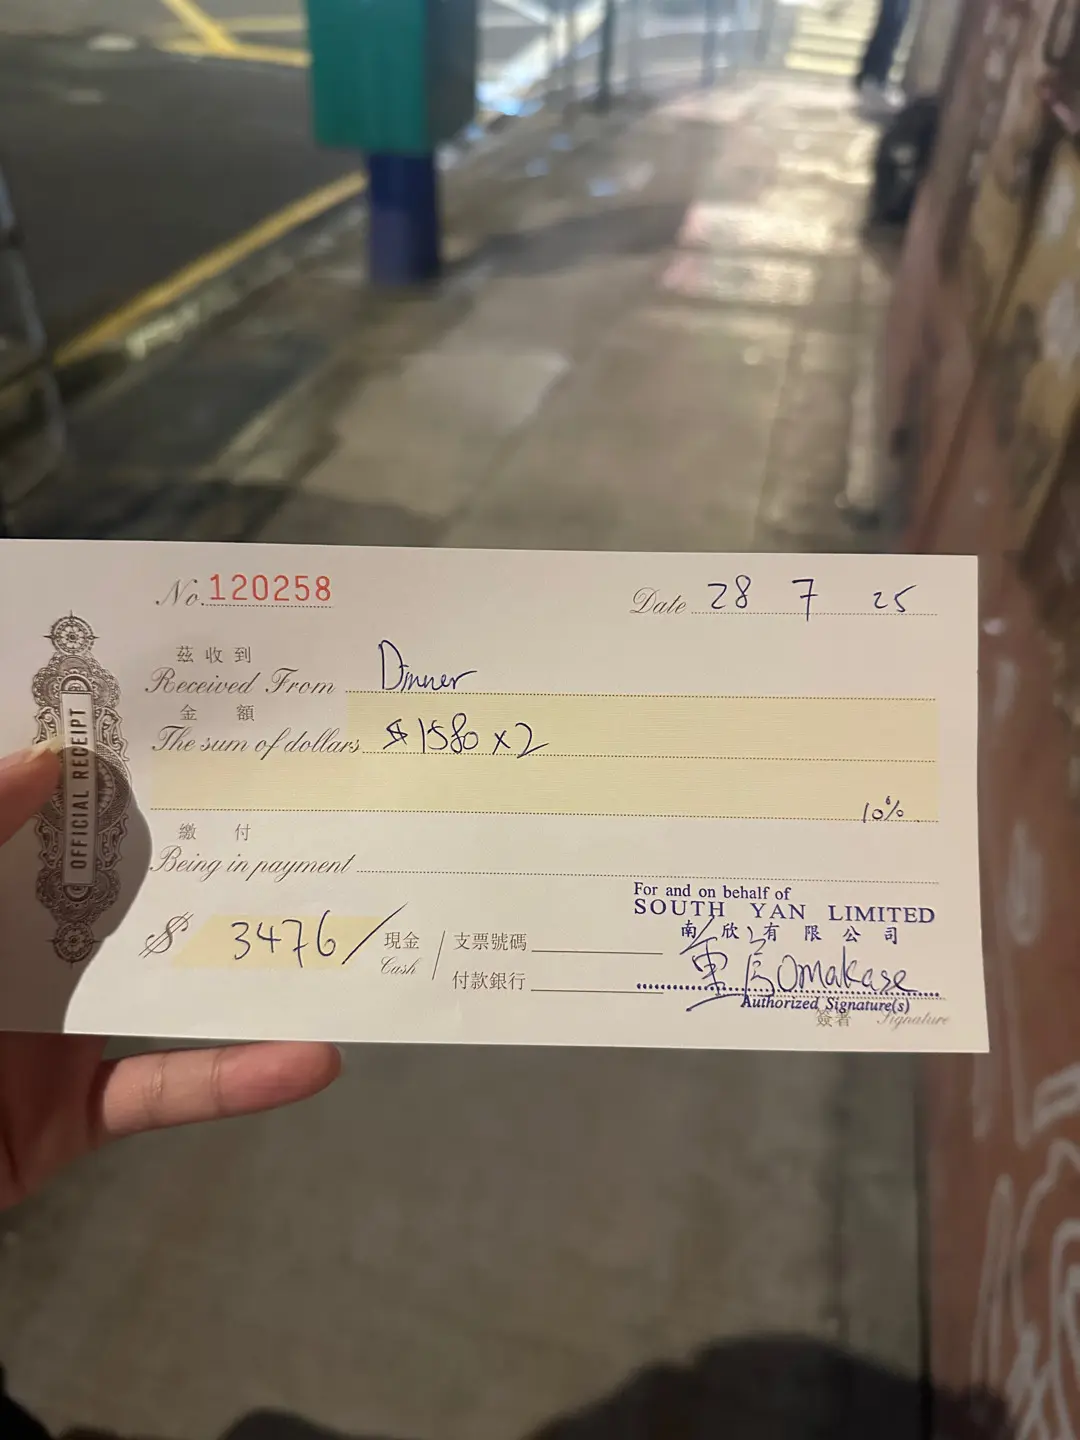 No. 120258
Date 28 7 25
茲收到
Received From Dinner
金額
The sum of dollars $1580 x 2
10%
繳付
Being in payment
OFFICIAL RECEIPT
For and on behalf of
SOUTH YAN LIMITED
南欣有限公司
$ 3476/ 現金 / 支票號碼
Cash 付款銀行
Omakase
Authorized Signature(s)
簽署 Signature